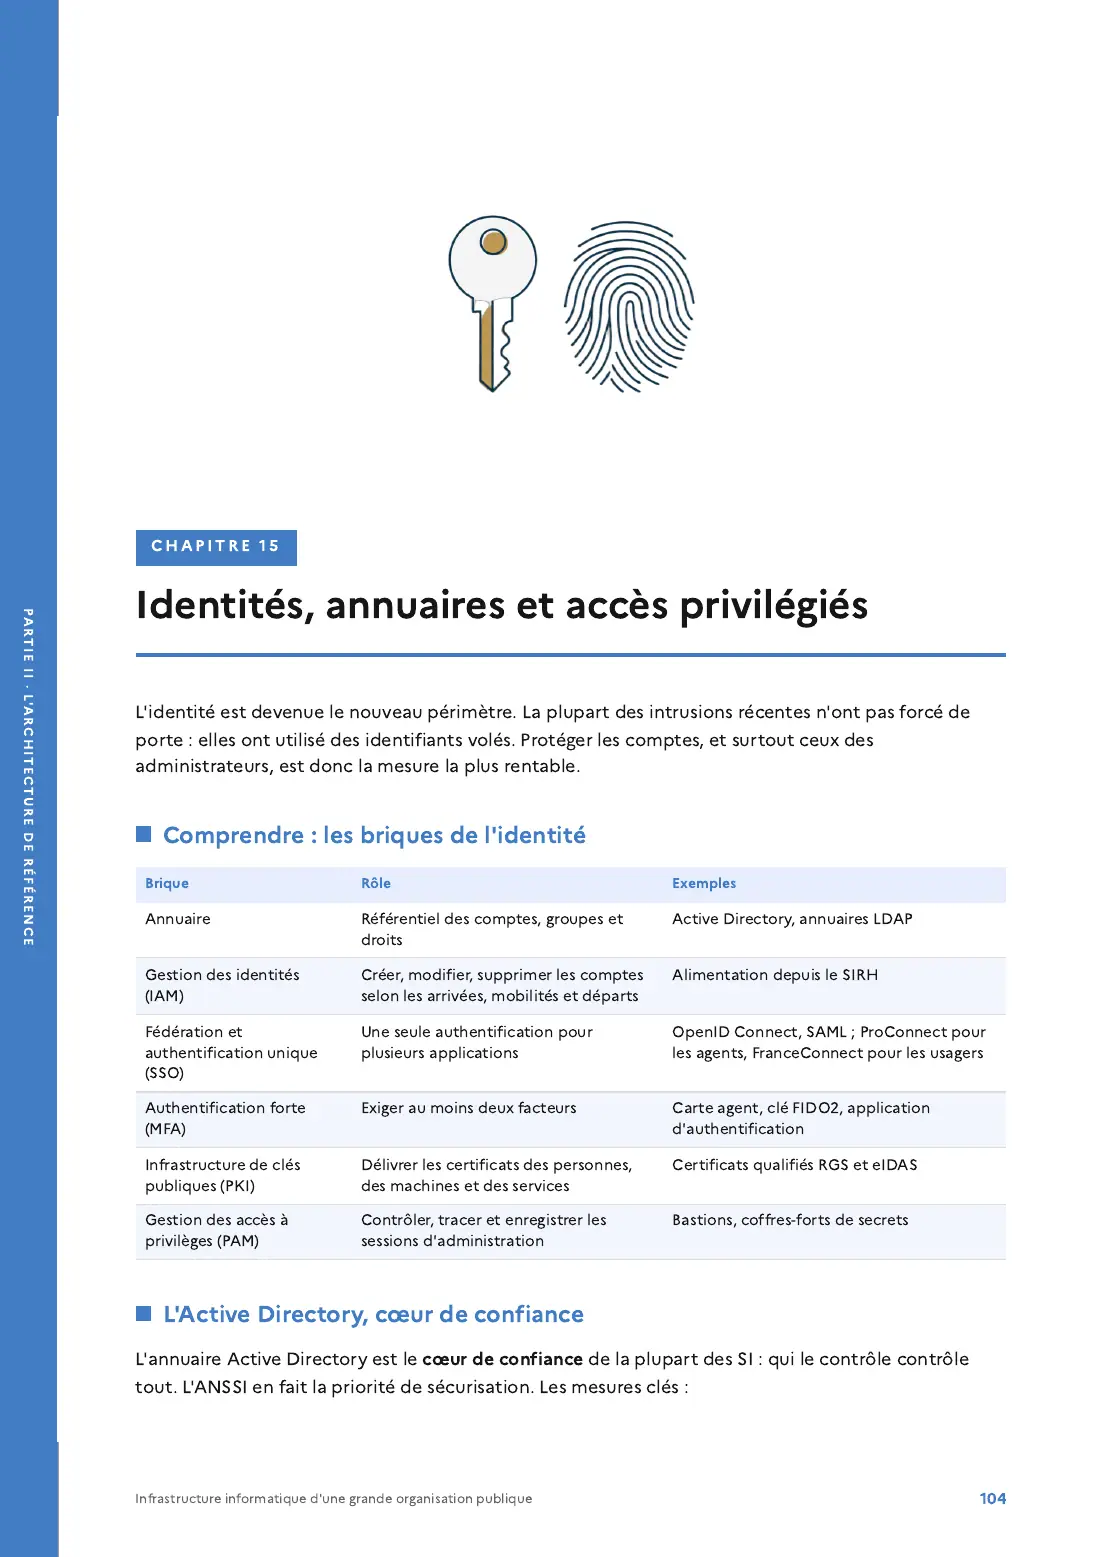 PARTIE II · L'ARCHITECTURE DE RÉFÉRENCE
CHAPITRE 15
Identités, annuaires et accès privilégiés
L'identité est devenue le nouveau périmètre. La plupart des intrusions récentes n'ont pas forcé de
porte : elles ont utilisé des identifiants volés. Protéger les comptes, et surtout ceux des
administrateurs, est donc la mesure la plus rentable.
Comprendre : les briques de l'identité
Brique Rôle Exemples
Annuaire Référentiel des comptes, groupes et Active Directory, annuaires LDAP
droits
Gestion des identités Créer, modifier, supprimer les comptes Alimentation depuis le SIRH
(IAM) selon les arrivées, mobilités et départs
Fédération et Une seule authentification pour OpenID Connect, SAML ; ProConnect pour
authentification unique plusieurs applications les agents, FranceConnect pour les usagers
(SSO)
Authentification forte Exiger au moins deux facteurs Carte agent, clé FIDO2, application
(MFA) d'authentification
Infrastructure de clés Délivrer les certificats des personnes, Certificats qualifiés RGS et eIDAS
publiques (PKI) des machines et des services
Gestion des accès à Contrôler, tracer et enregistrer les Bastions, coffres-forts de secrets
privilèges (PAM) sessions d'administration
L'Active Directory, cœur de confiance
L'annuaire Active Directory est le cœur de confiance de la plupart des SI : qui le contrôle contrôle
tout. L'ANSSI en fait la priorité de sécurisation. Les mesures clés :
Infrastructure informatique d'une grande organisation publique 104